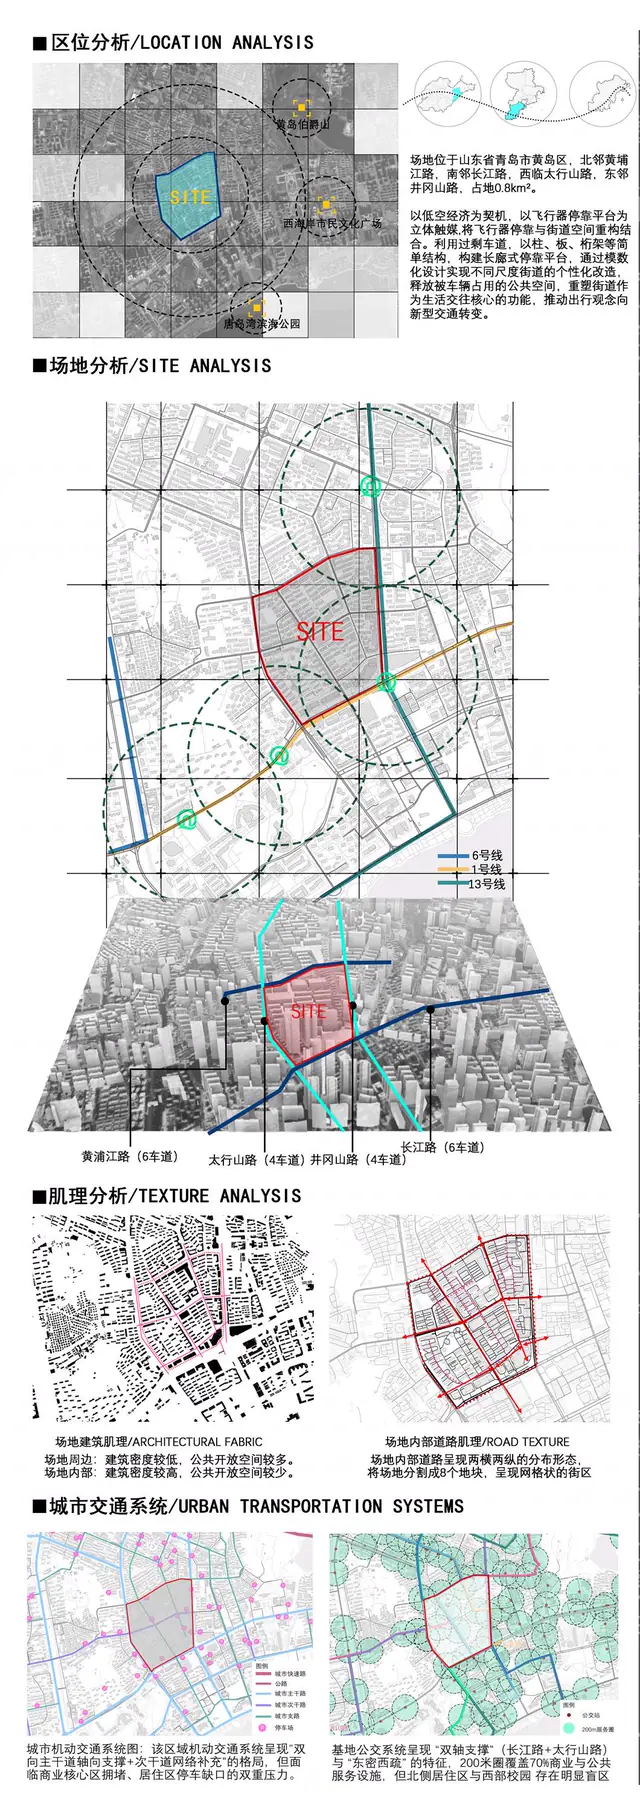 ■区位分析/LOCATION ANALYSIS
黄岛伯爵山
SITE
西海岸市民文化广场
唐岛湾滨海公园
场地位于山东省青岛市黄岛区，北邻黄埔
江路，南邻长江路，西临太行山路，东邻
井冈山路，占地0.8km²。
以低空经济为契机，以飞行器停靠平台为
立体触媒,将飞行器停靠与街道空间重构结
合。利用过剩车道，以柱、板、桁架等简
单结构，构建长廊式停靠平台，通过模数
化设计实现不同尺度街道的个性化改造，
释放被车辆占用的公共空间，重塑街道作
为生活交往核心的功能，推动出行观念向
新型交通转变。
■场地分析/SITE ANALYSIS
SITE
6号线
1号线
13号线
SITE
黄浦江路（6车道）
太行山路（4车道）
井冈山路（4车道）
长江路（6车道）
■肌理分析/TEXTURE ANALYSIS
场地建筑肌理/ARCHITECTURAL FABRIC
场地周边：建筑密度较低，公共开放空间较多。
场地内部：建筑密度较高，公共开放空间较少。
场地内部道路肌理/ROAD TEXTURE
场地内部道路呈现两横两纵的分布形态，
将场地分割成8个地块，呈现网格状的街区
■城市交通系统/URBAN TRANSPORTATION SYSTEMS
图例
城市快速路
公路
城市主干路
城市次干路
城市支路
P 停车场
城市机动交通系统图：该区域机动交通系统呈现"双
向主干道轴向支撑+次干道网络补充"的格局，但面
临商业核心区拥堵、居住区停车缺口的双重压力。
图例
公交站
200m服务圈
基地公交系统呈现 "双轴支撑"（长江路+太行山路）
与 "东密西疏" 的特征，200米圈覆盖70%商业与公共
服务设施，但北侧居住区与西部校园 存在明显盲区